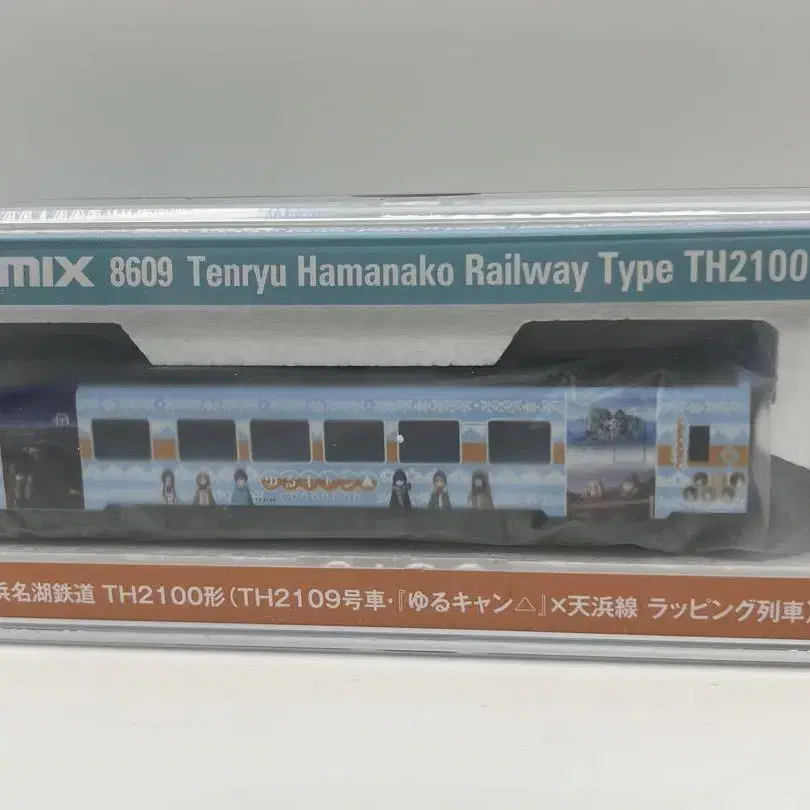 MIX 8609 Tenryu Hamanako Railway Type TH2100
ゆるキャン△
浜名湖鉄道 TH2100形(TH2109号車・『ゆるキャン△』×天浜線 ラッピング列車)